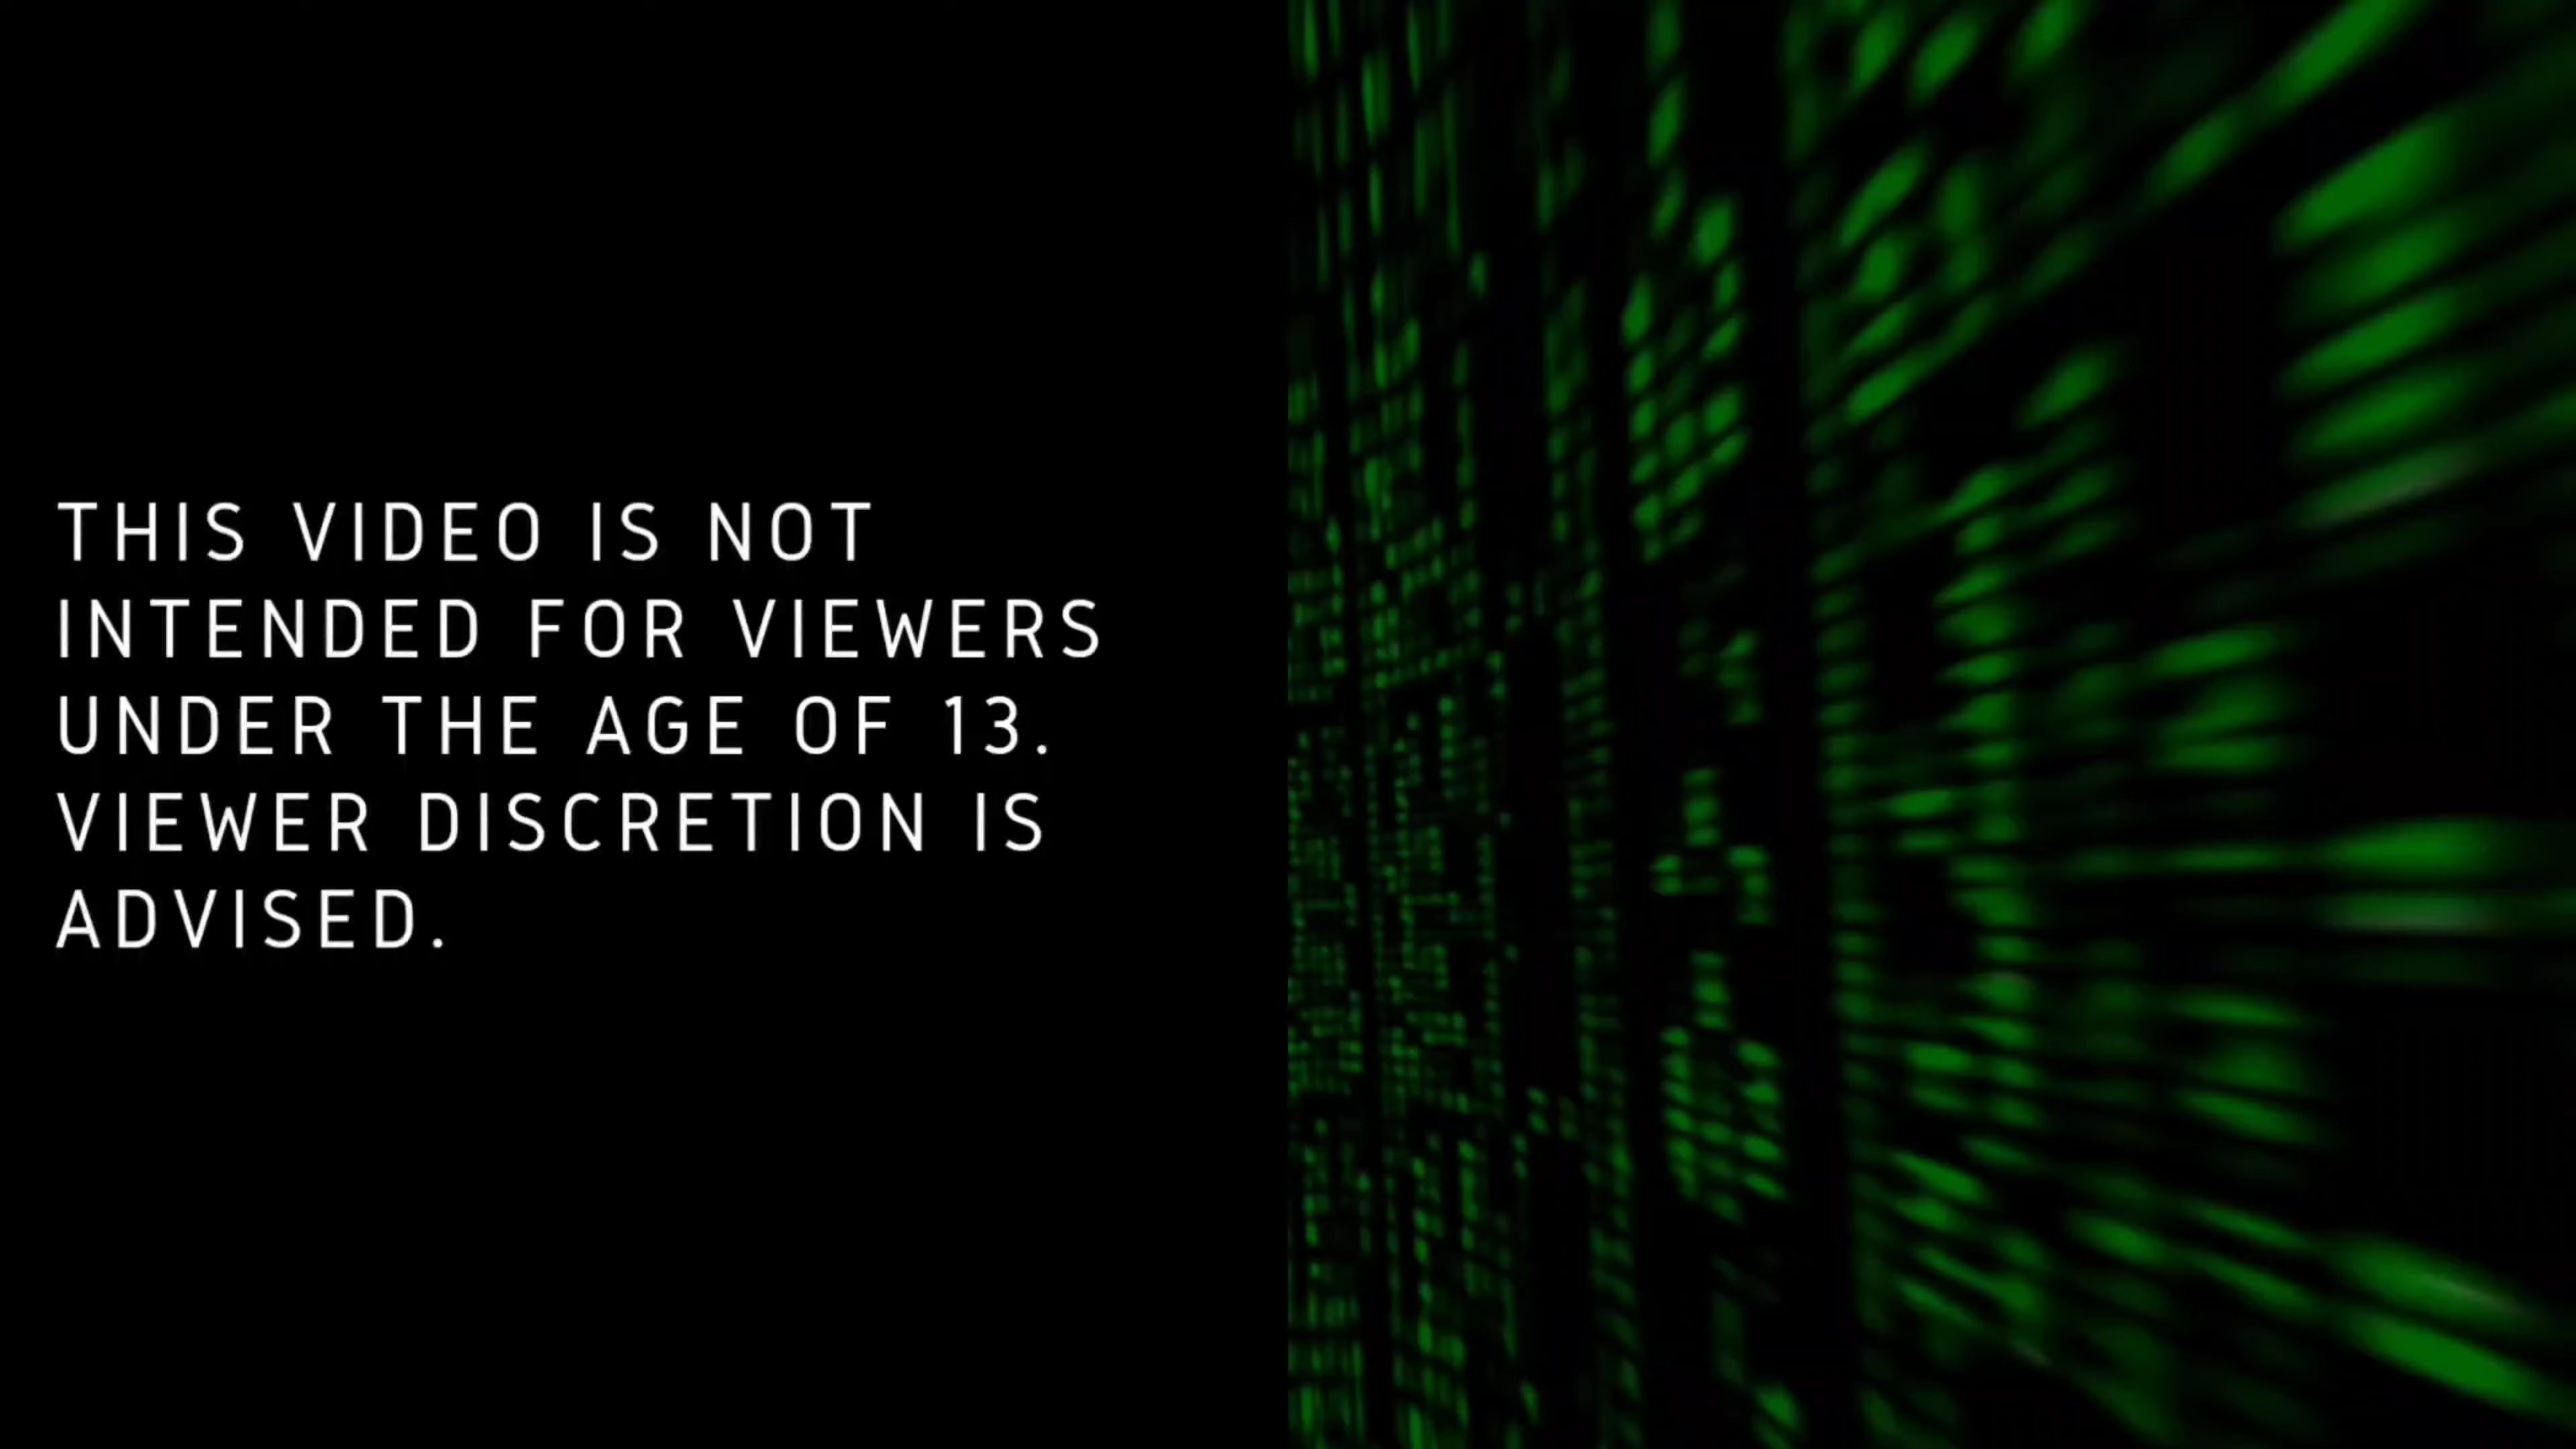 THIS VIDEO IS NOT
INTENDED FOR VIEWERS
UNDER THE AGE OF 13.
VIEWER DISCRETION IS
ADVISED.